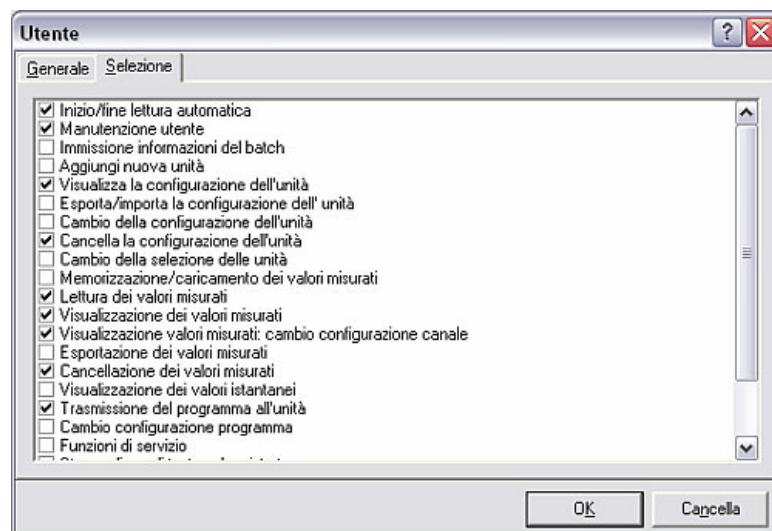 Utente
Generale Selezione
Inizio/fine lettura automatica
Manutenzione utente
Immissione informazioni del batch
Aggiungi nuova unità
Visualizza la configurazione dell'unità
Esporta/importa la configurazione dell' unità
Cambio della configurazione dell'unità
Cancella la configurazione dell'unità
Cambio della selezione delle unità
Memorizzazione/caricamento dei valori misurati
Lettura dei valori misurati
Visualizzazione dei valori misurati
Visualizzazione valori misurati: cambio configurazione canale
Esportazione dei valori misurati
Cancellazione dei valori misurati
Visualizzazione dei valori istantanei
Trasmissione del programma all'unità
Cambio configurazione programma
Funzioni di servizio
OK Cancella